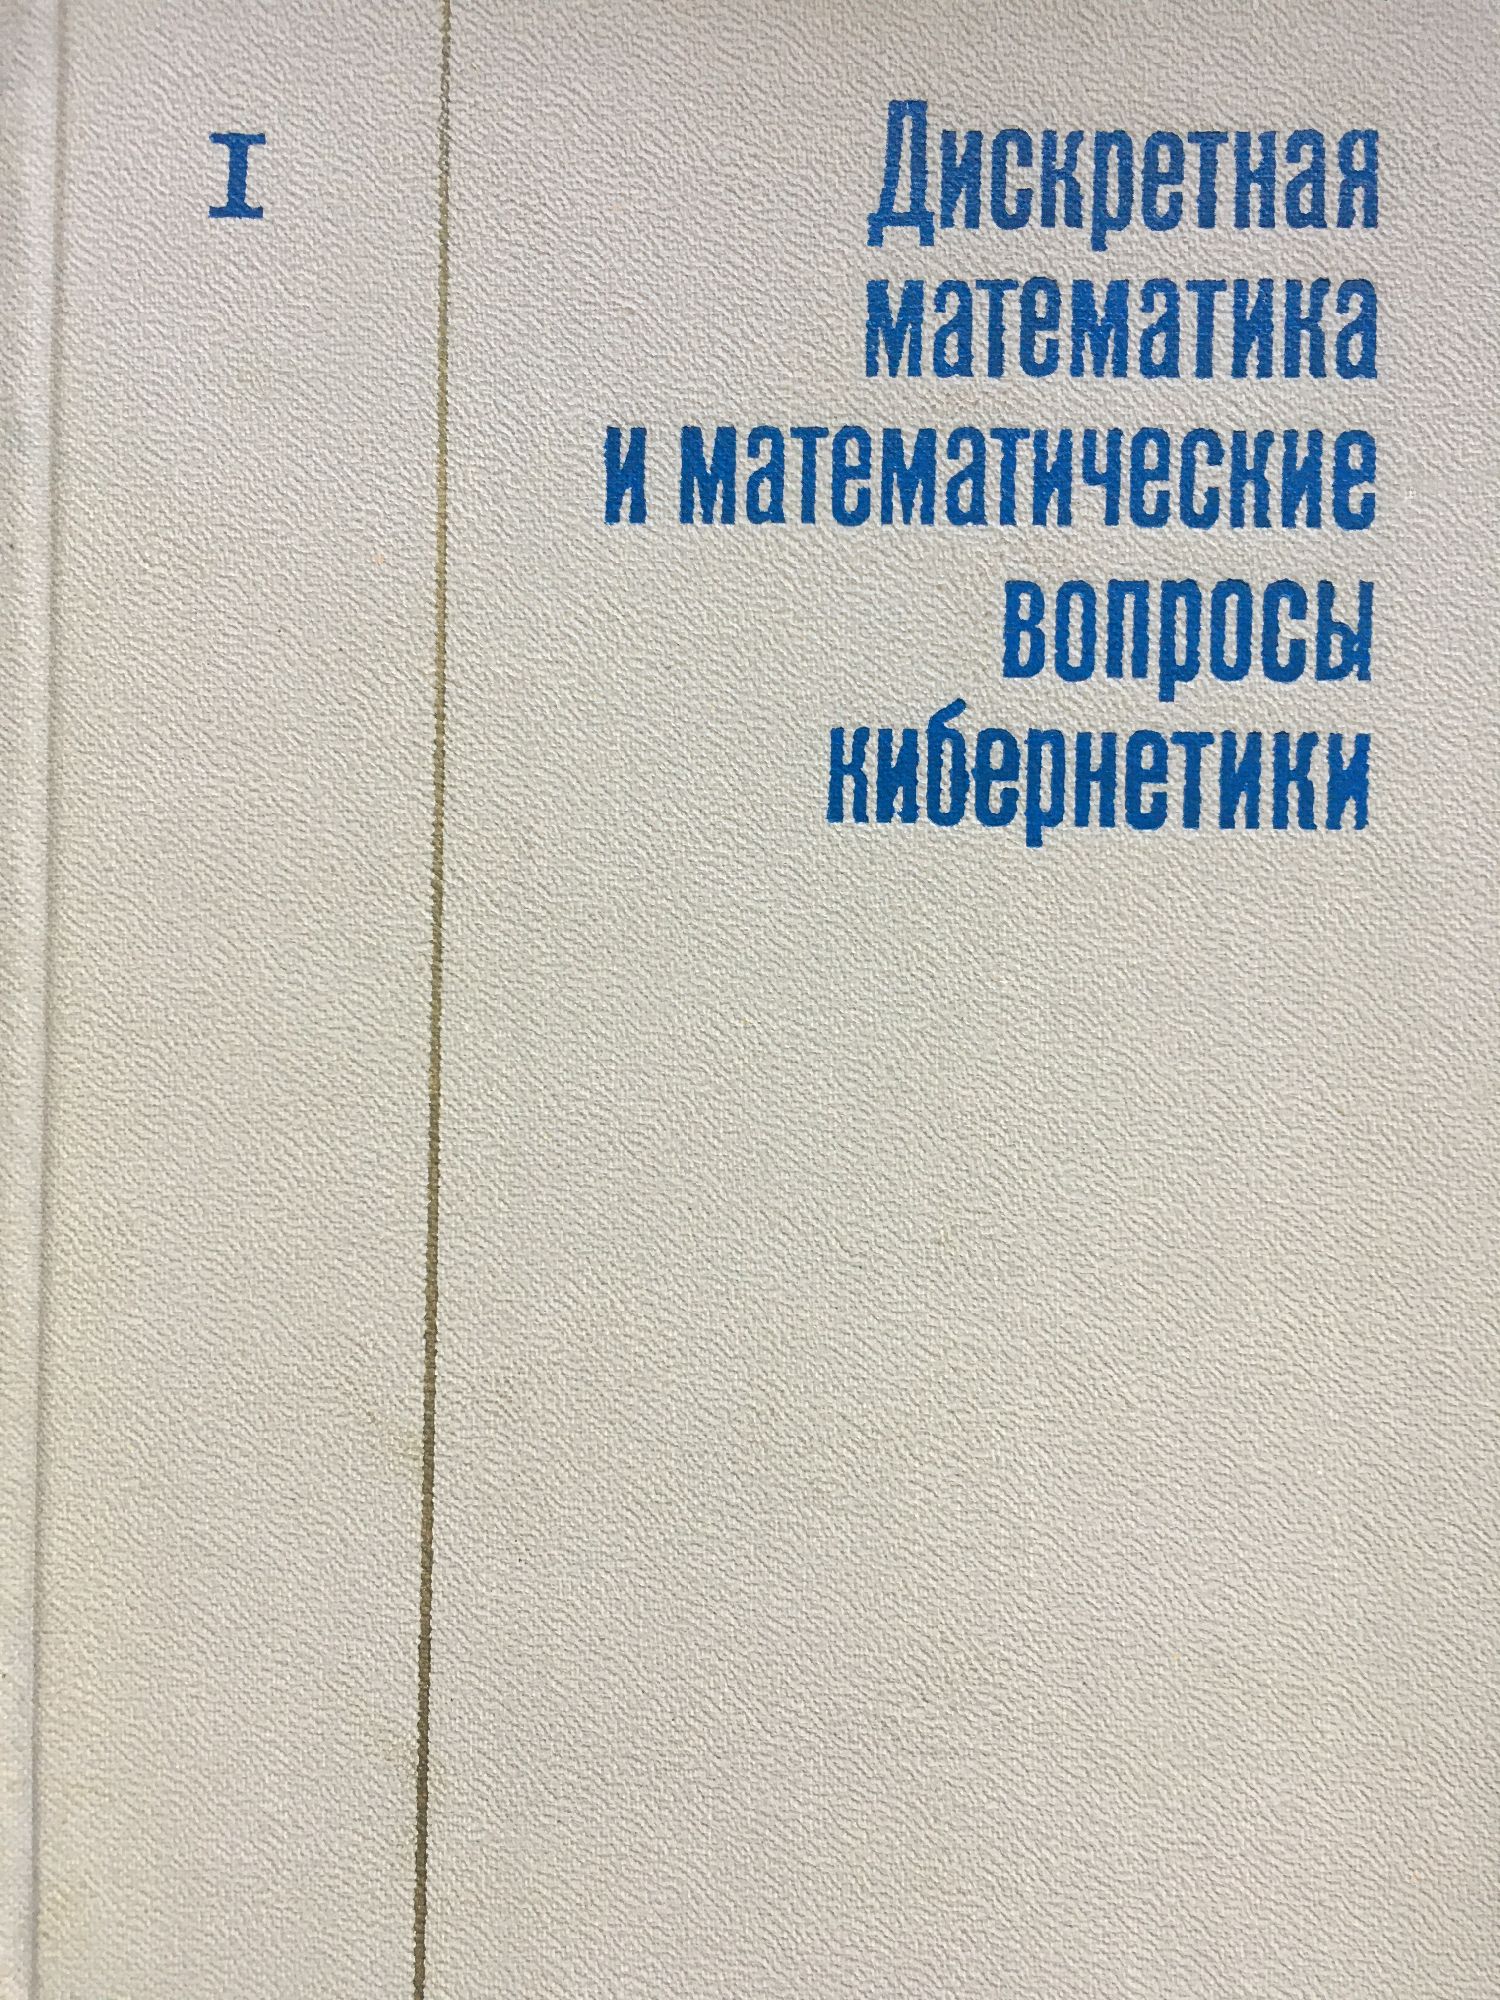 I
Дискретная
математика
и математические
вопросы
кибернетики